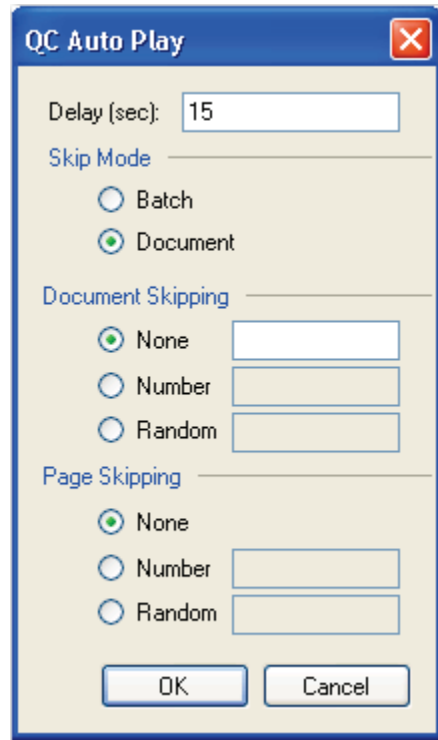 QC Auto Play
Delay (sec): 15
Skip Mode
Batch
Document
Document Skipping
None
Number
Random
Page Skipping
None
Number
Random
OK Cancel